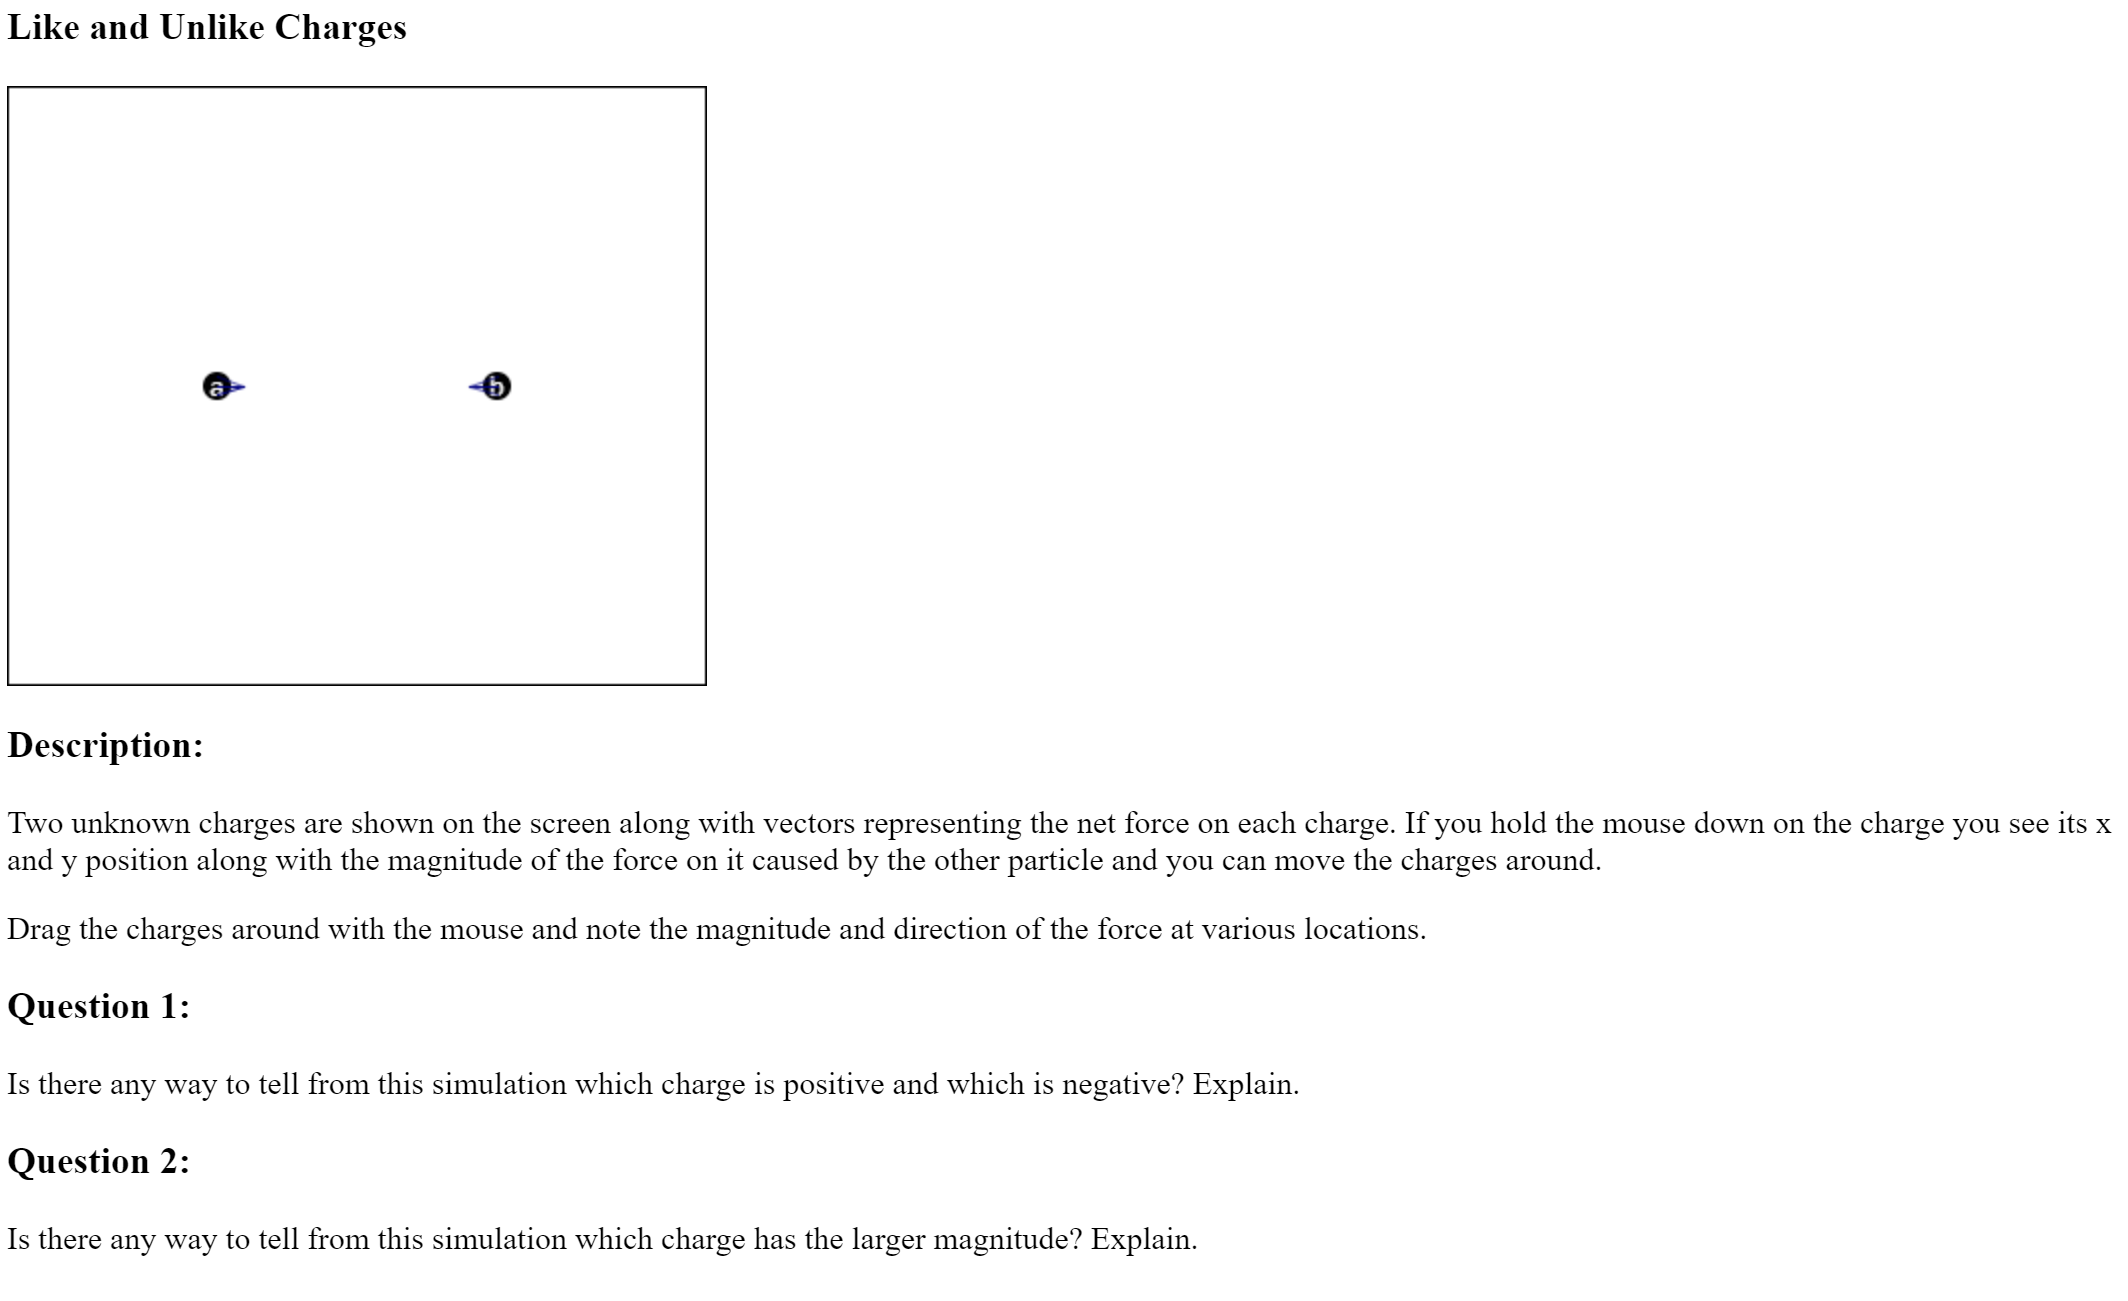 Like and Unlike Charges
a b
Description:
Two unknown charges are shown on the screen along with vectors representing the net force on each charge. If you hold the mouse down on the charge you see its x
and y position along with the magnitude of the force on it caused by the other particle and you can move the charges around.
Drag the charges around with the mouse and note the magnitude and direction of the force at various locations.
Question 1:
Is there any way to tell from this simulation which charge is positive and which is negative? Explain.
Question 2:
Is there any way to tell from this simulation which charge has the larger magnitude? Explain.